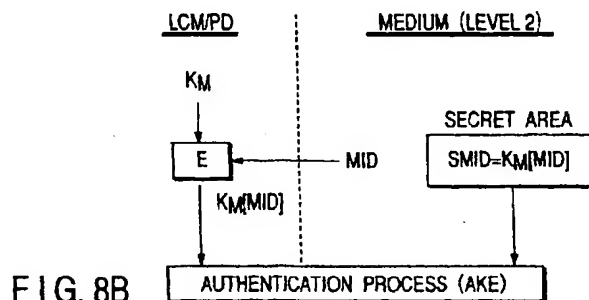 LCM/PD
MEDIUM (LEVEL 2)
KM
SECRET AREA
E
MID
SMID=KM[MID]
KM[MID]
AUTHENTICATION PROCESS (AKE)
FIG. 8B